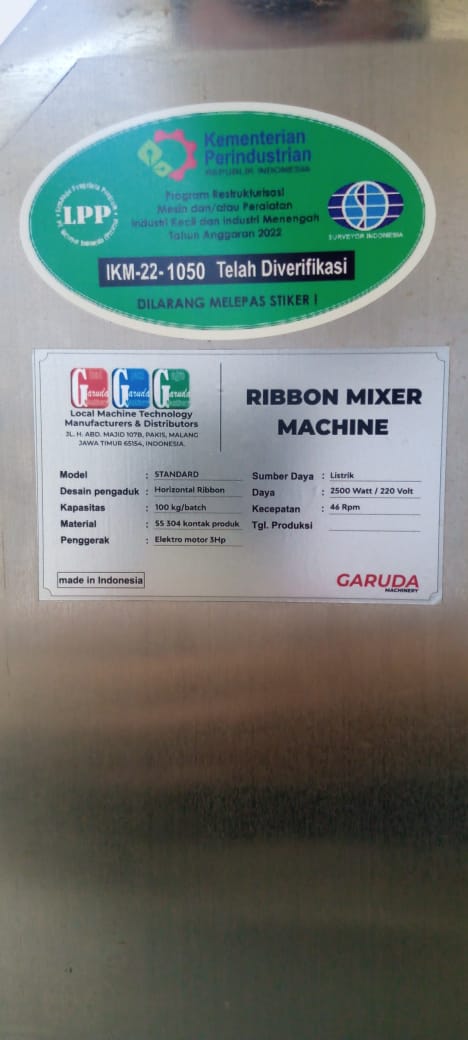 Kementerian
Perindustrian
REPUBLIK INDONESIA
LPP
Program Restrukturisasi
Mesin dan/atau Peralatan
Industri Kecil dan Industri Menengah
Tahun Anggaran 2022
SURVEYOR INDONESIA
IKM-22-1050 Telah Diverifikasi
DILARANG MELEPAS STIKER !
Garuda Garuda Garuda
Local Machine Technology
Manufacturers & Distributors
JL. H. ABD. MAJID 107B, PAKIS, MALANG
JAWA TIMUR 65154, INDONESIA.
RIBBON MIXER
MACHINE
Model : STANDARD
Desain pengaduk : Horizontal Ribbon
Kapasitas : 100 kg/batch
Material : SS 304 kontak produk
Penggerak : Elektro motor 3Hp
Sumber Daya : Listrik
Daya : 2500 Watt / 220 Volt
Kecepatan : 46 Rpm
Tgl. Produksi :
made in Indonesia
GARUDA
MACHINERY